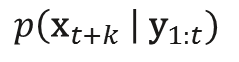 p(x_{t+k} | y_{1:t})